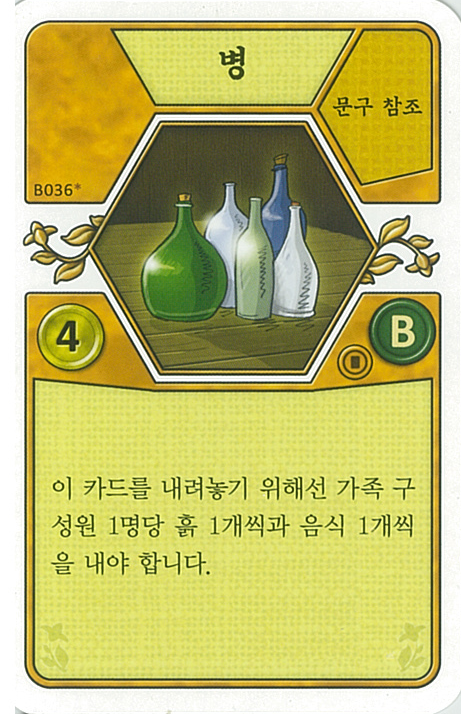 병
문구 참조
B036*
4
B
이 카드를 내려놓기 위해선 가족 구
성원 1명당 흙 1개씩과 음식 1개씩
을 내야 합니다.